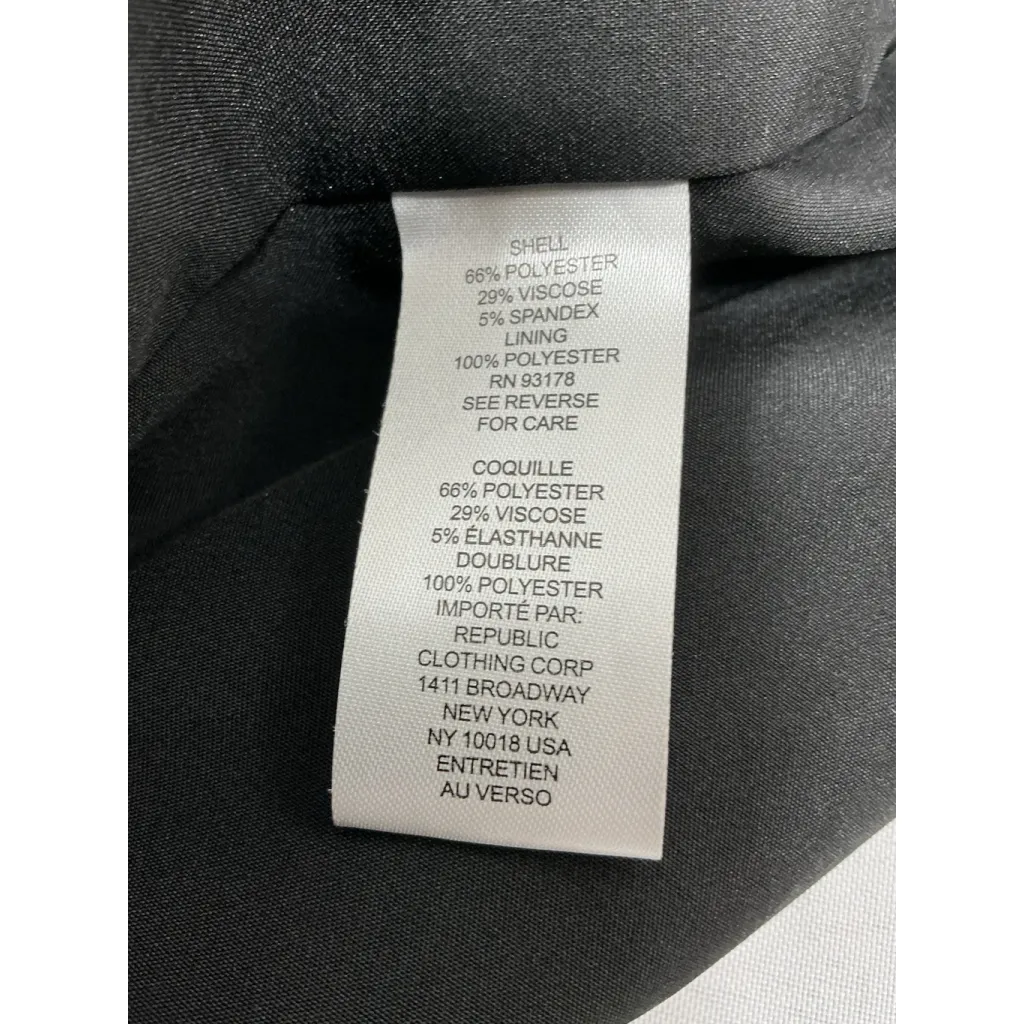 SHELL
66% POLYESTER
29% VISCOSE
5% SPANDEX
LINING
100% POLYESTER
RN 93178
SEE REVERSE
FOR CARE
COQUILLE
66% POLYESTER
29% VISCOSE
5% ÉLASTHANNE
DOUBLURE
100% POLYESTER
IMPORTÉ PAR:
REPUBLIC
CLOTHING CORP
1411 BROADWAY
NEW YORK
NY 10018 USA
ENTRETIEN
AU VERSO